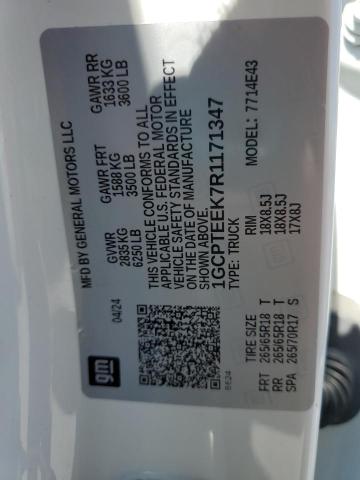 MFD BY GENERAL MOTORS LLC
04/24
GVWR
2835 KG
6250 LB
GAWR FRT
1588 KG
3500 LB
GAWR RR
1633 KG
3600 LB
THIS VEHICLE CONFORMS TO ALL
APPLICABLE U.S. FEDERAL MOTOR
VEHICLE SAFETY STANDARDS IN EFFECT
ON THE DATE OF MANUFACTURE
SHOWN ABOVE.
1GCPTEEK7R1171347
TYPE: TRUCK
MODEL: 7714E43
TIRE SIZE RIM
FRT 265/65R18 T 18X8.5J
RR 265/65R18 T 18X8.5J
SPA 265/70R17 S 17X8J
gm